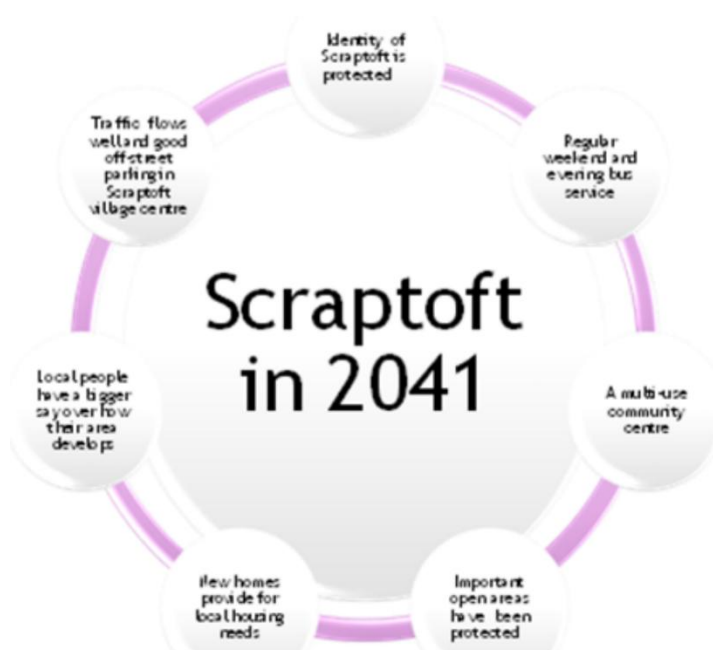 Identity of
Scraptoft is
protected
Regular
weekend and
evening bus
service
A multi-use
community
centre
Important
open areas
have been
protected
New homes
provide for
local housing
needs
Local people
have a bigger
say over how
their area
develops
Traffic flows
well and good
off-street
parking in
Scraptoft
village centre
Scraptoft
in 2041